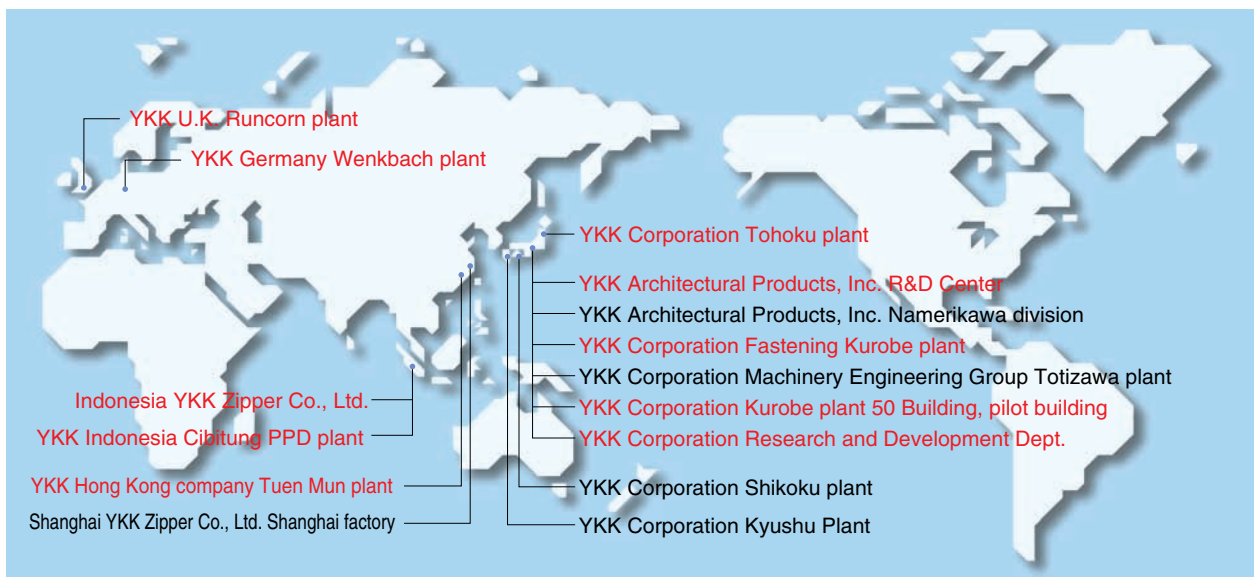 YKK U.K. Runcorn plant
YKK Germany Wenkbach plant
YKK Corporation Tohoku plant
YKK Architectural Products, Inc. R&D Center
YKK Architectural Products, Inc. Namerikawa division
YKK Corporation Fastening Kurobe plant
YKK Corporation Machinery Engineering Group Totizawa plant
YKK Corporation Kurobe plant 50 Building, pilot building
YKK Corporation Research and Development Dept.
YKK Corporation Shikoku plant
YKK Corporation Kyushu Plant
Indonesia YKK Zipper Co., Ltd.
YKK Indonesia Cibitung PPD plant
YKK Hong Kong company Tuen Mun plant
Shanghai YKK Zipper Co., Ltd. Shanghai factory